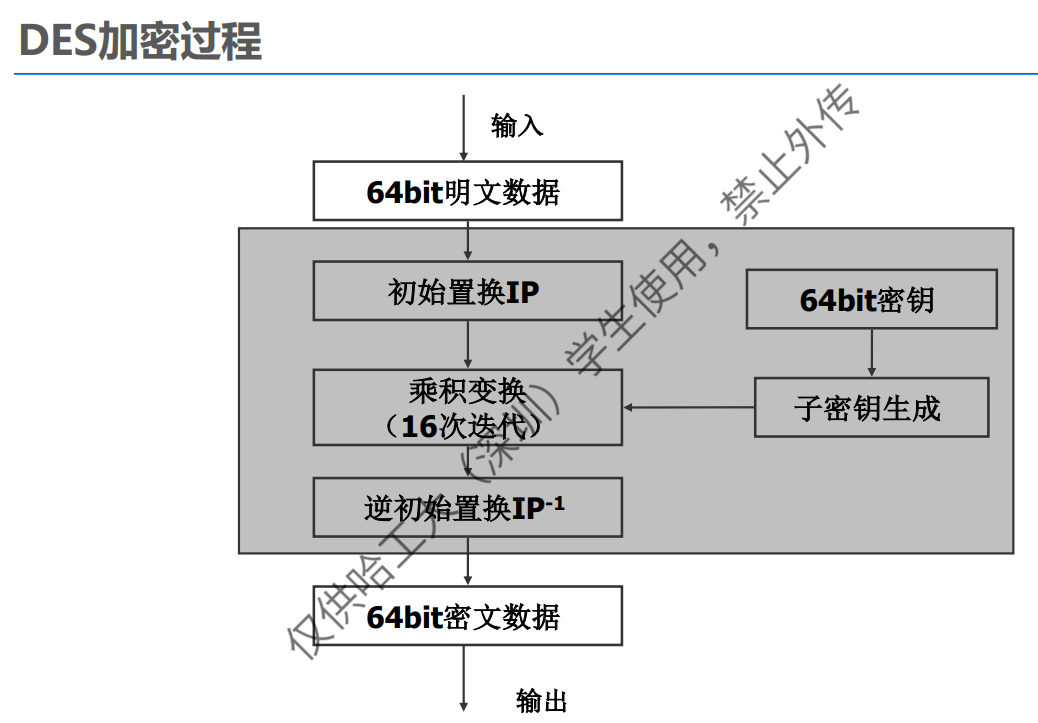 DES加密过程
输入
64bit明文数据
初始置换IP
64bit密钥
乘积变换
（16次迭代）
子密钥生成
逆初始置换IP-1
64bit密文数据
输出
仅供哈工大（深圳）学生使用，禁止外传